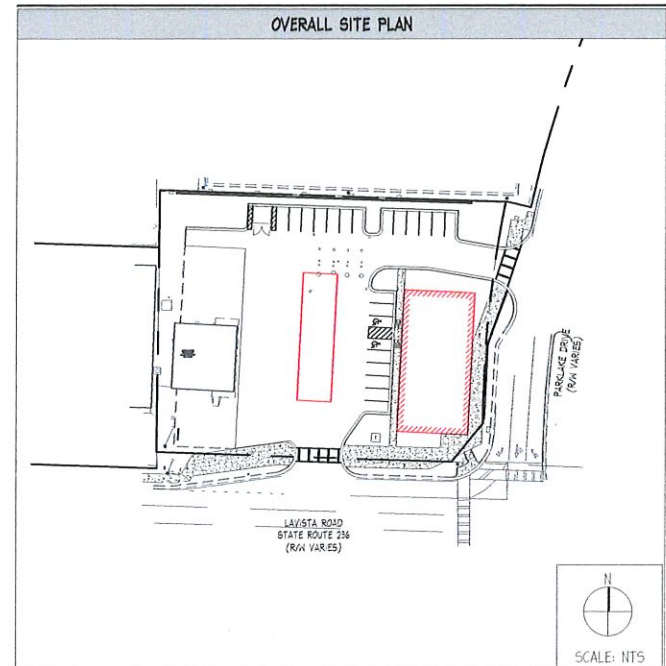 OVERALL SITE PLAN
PARKLAKE DRIVE
(R/W VARIES)
LAVISTA ROAD
STATE ROUTE 236
(R/W VARIES)
N
SCALE: NTS